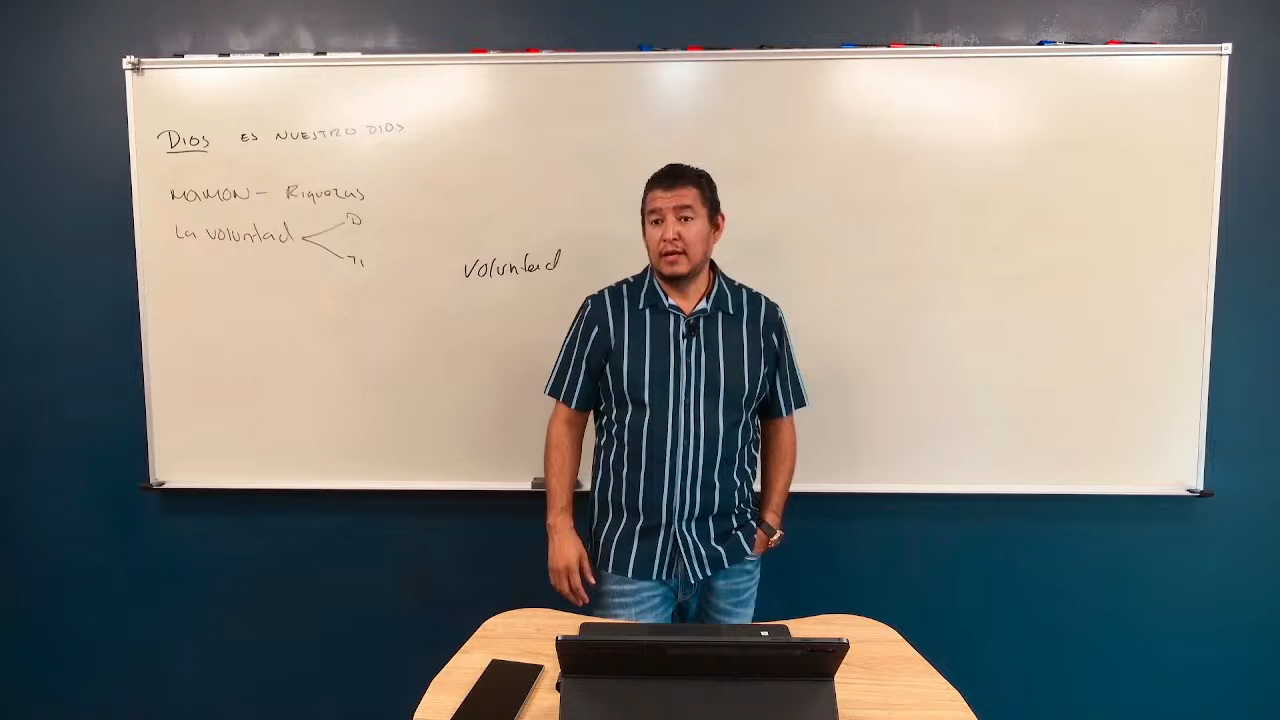 Dios ES NUESTRO DIOS
MAMON - Riquezas
La voluntad
D
voluntad